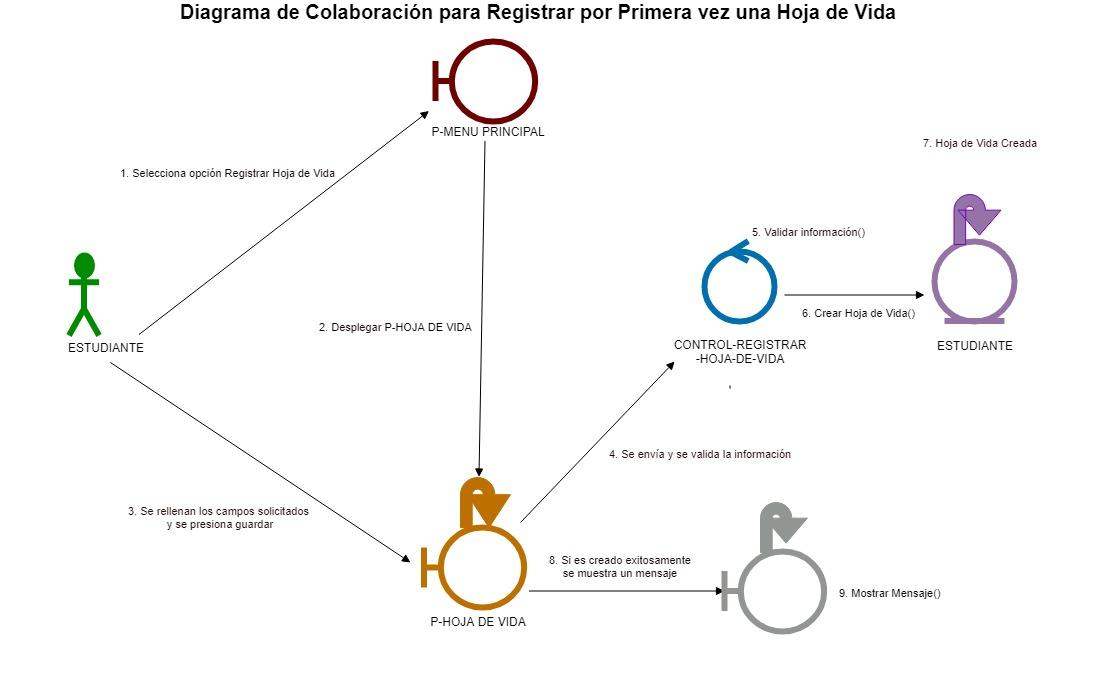 Diagrama de Colaboración para Registrar por Primera vez una Hoja de Vida
P-MENU PRINCIPAL
7. Hoja de Vida Creada
1. Selecciona opción Registrar Hoja de Vida
5. Validar información()
6. Crear Hoja de Vida()
2. Desplegar P-HOJA DE VIDA
ESTUDIANTE
CONTROL-REGISTRAR
-HOJA-DE-VIDA
ESTUDIANTE
4. Se envía y se valida la información
3. Se rellenan los campos solicitados
y se presiona guardar
8. Si es creado exitosamente
se muestra un mensaje
9. Mostrar Mensaje()
P-HOJA DE VIDA